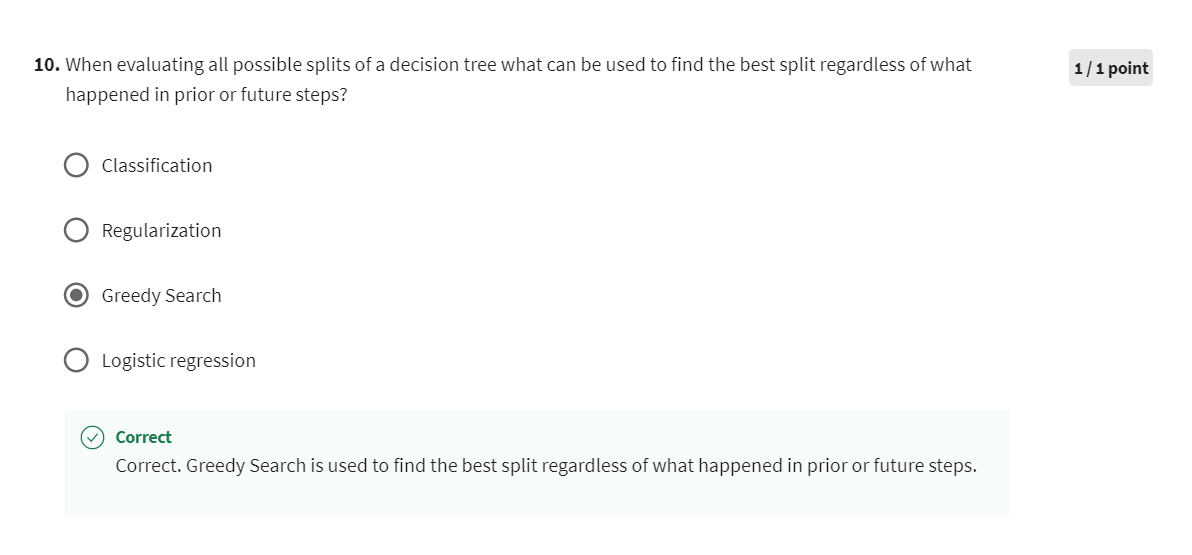 10. When evaluating all possible splits of a decision tree what can be used to find the best split regardless of what
happened in prior or future steps?
1 / 1 point
Classification
Regularization
Greedy Search
Logistic regression
Correct
Correct. Greedy Search is used to find the best split regardless of what happened in prior or future steps.